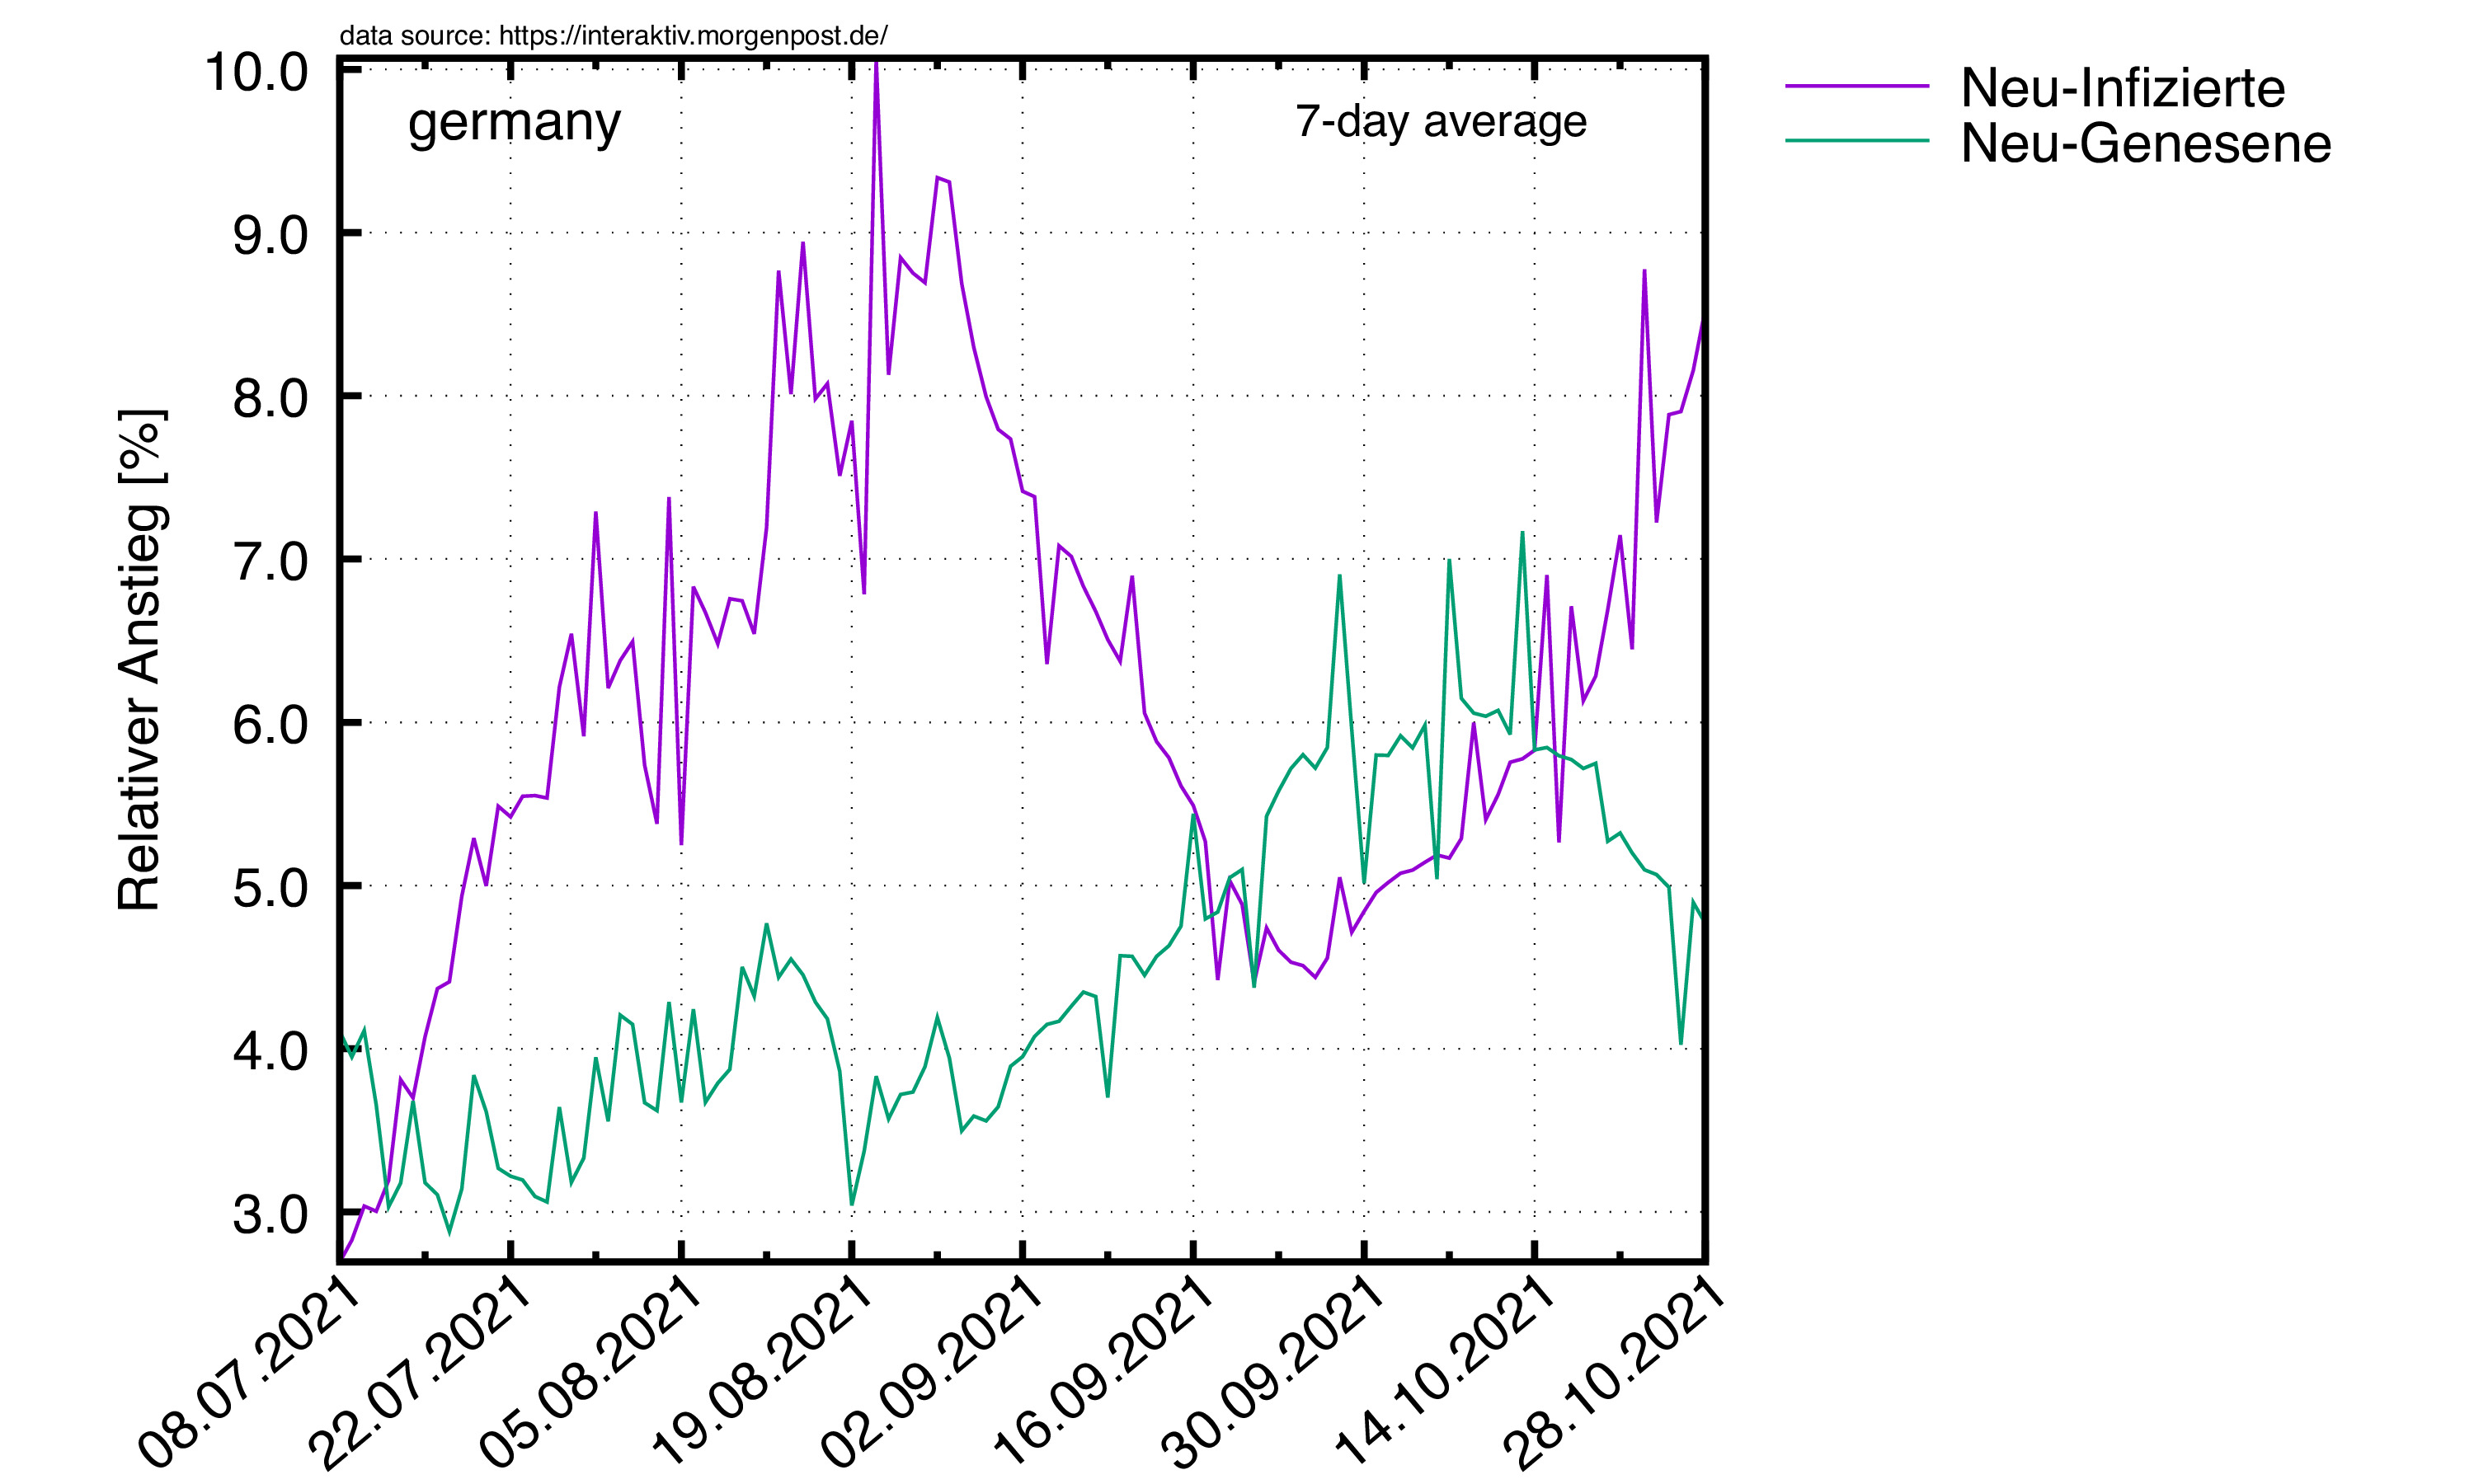 data source: https://interaktiv.morgenpost.de/
germany
7-day average
Neu-Infizierte
Neu-Genesene
Relativer Anstieg [%]
10.0
9.0
8.0
7.0
6.0
5.0
4.0
3.0
08.07.2021
22.07.2021
05.08.2021
19.08.2021
02.09.2021
16.09.2021
30.09.2021
14.10.2021
28.10.2021